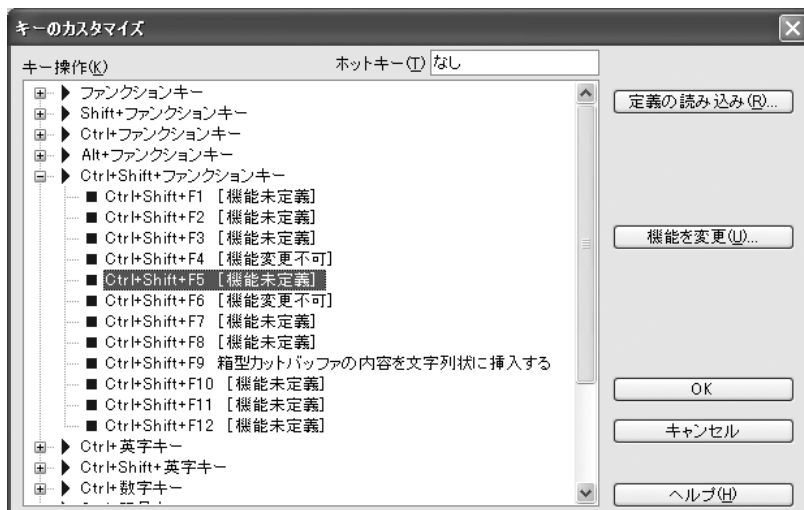 キーのカスタマイズ
キー操作(K)
ホットキー(T) なし
ファンクションキー
Shift+ファンクションキー
Ctrl+ファンクションキー
Alt+ファンクションキー
Ctrl+Shift+ファンクションキー
Ctrl+Shift+F1 [機能未定義]
Ctrl+Shift+F2 [機能未定義]
Ctrl+Shift+F3 [機能未定義]
Ctrl+Shift+F4 [機能変更不可]
Ctrl+Shift+F5 [機能未定義]
Ctrl+Shift+F6 [機能変更不可]
Ctrl+Shift+F7 [機能未定義]
Ctrl+Shift+F8 [機能未定義]
Ctrl+Shift+F9 箱型カットバッファの内容を文字列状に挿入する
Ctrl+Shift+F10 [機能未定義]
Ctrl+Shift+F11 [機能未定義]
Ctrl+Shift+F12 [機能未定義]
Ctrl+英字キー
Ctrl+Shift+英字キー
Ctrl+数字キー
定義の読み込み(R)...
機能を変更(U)...
OK
キャンセル
ヘルプ(H)